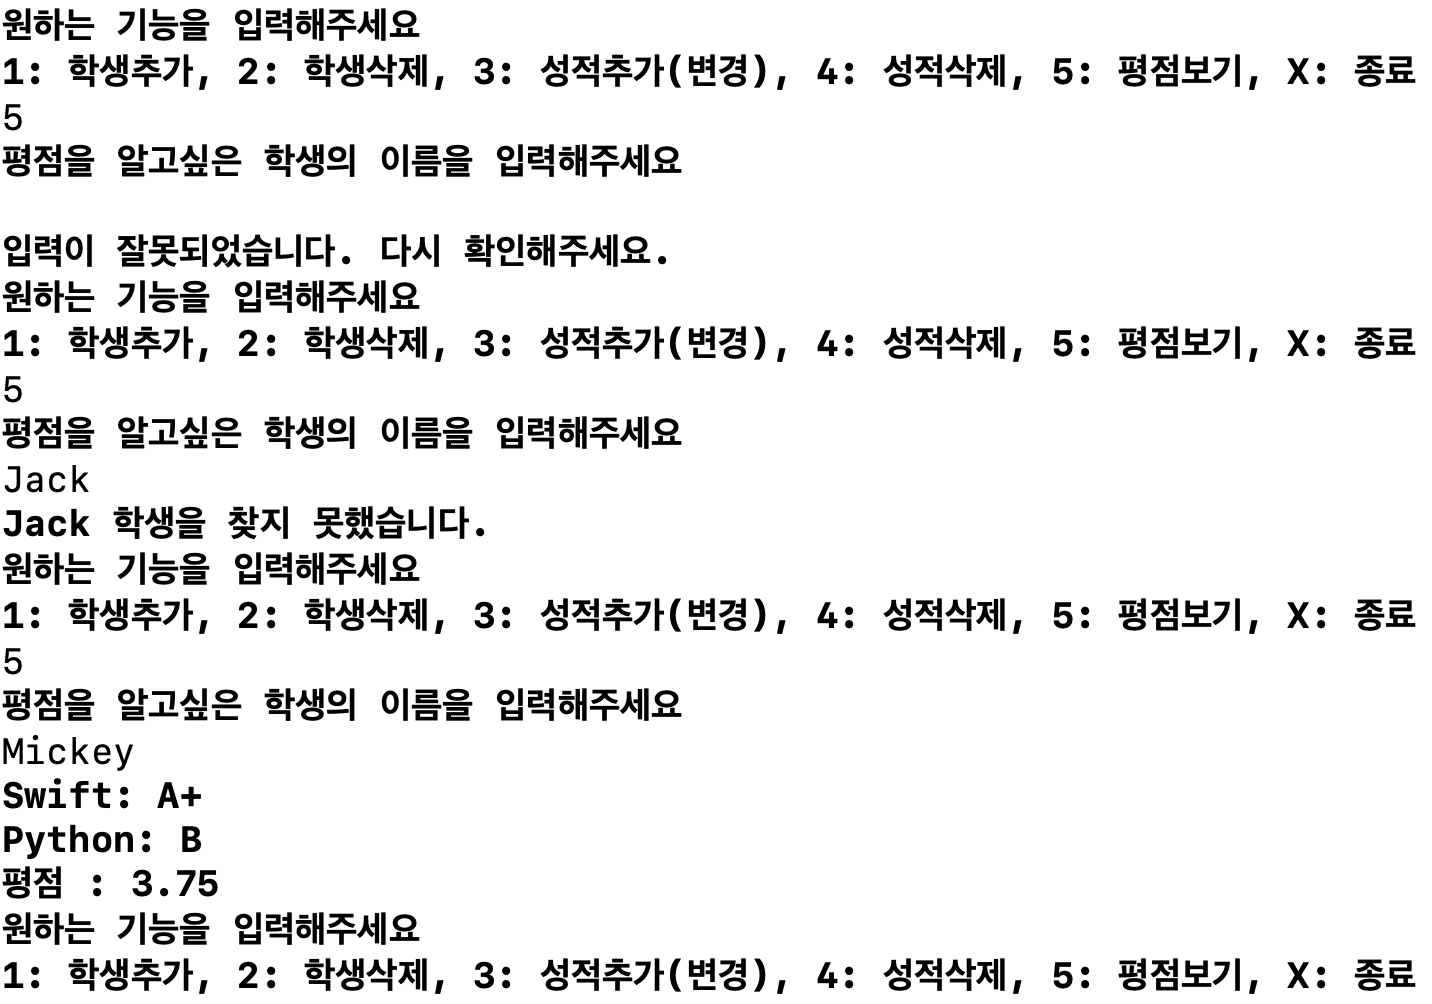 원하는 기능을 입력해주세요
1: 학생추가, 2: 학생삭제, 3: 성적추가(변경), 4: 성적삭제, 5: 평점보기, X: 종료
5
평점을 알고싶은 학생의 이름을 입력해주세요
입력이 잘못되었습니다. 다시 확인해주세요.
원하는 기능을 입력해주세요
1: 학생추가, 2: 학생삭제, 3: 성적추가(변경), 4: 성적삭제, 5: 평점보기, X: 종료
5
평점을 알고싶은 학생의 이름을 입력해주세요
Jack
Jack 학생을 찾지 못했습니다.
원하는 기능을 입력해주세요
1: 학생추가, 2: 학생삭제, 3: 성적추가(변경), 4: 성적삭제, 5: 평점보기, X: 종료
5
평점을 알고싶은 학생의 이름을 입력해주세요
Mickey
Swift: A+
Python: B
평점 : 3.75
원하는 기능을 입력해주세요
1: 학생추가, 2: 학생삭제, 3: 성적추가(변경), 4: 성적삭제, 5: 평점보기, X: 종료